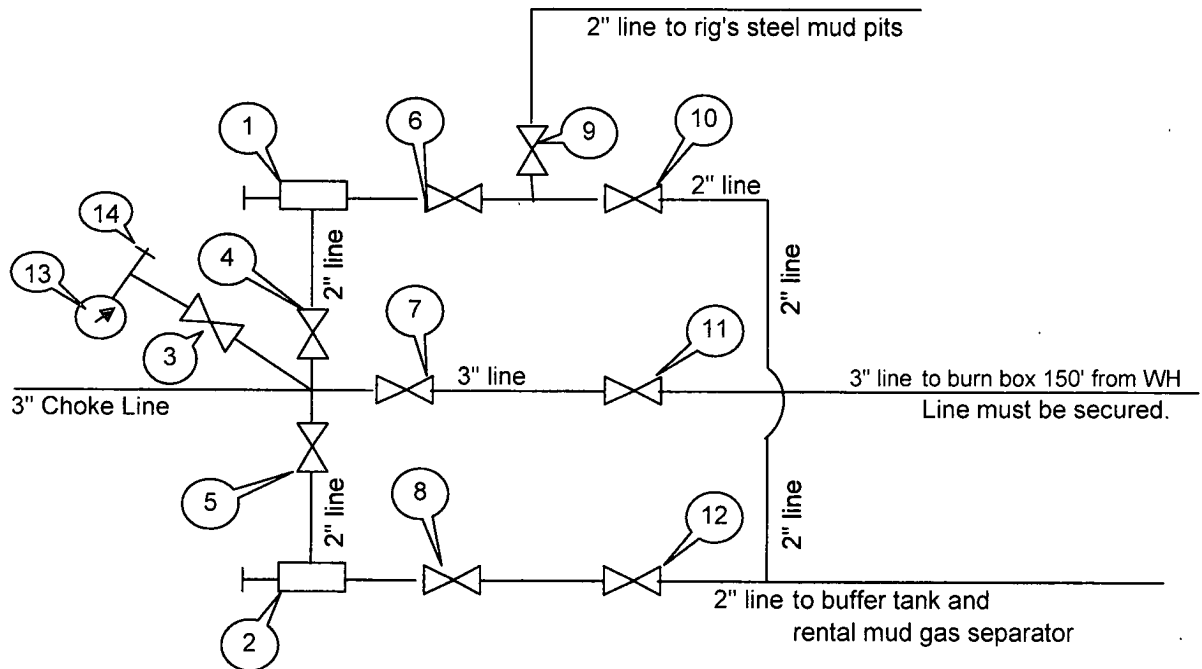 2" line to rig's steel mud pits
1
6
9
10
2" line
14
13
4
2" line
2" line
7
11
3
3" line
3" line to burn box 150' from WH
3" Choke Line
Line must be secured.
5
2" line
8
12
2" line
2
2" line to buffer tank and
rental mud gas separator